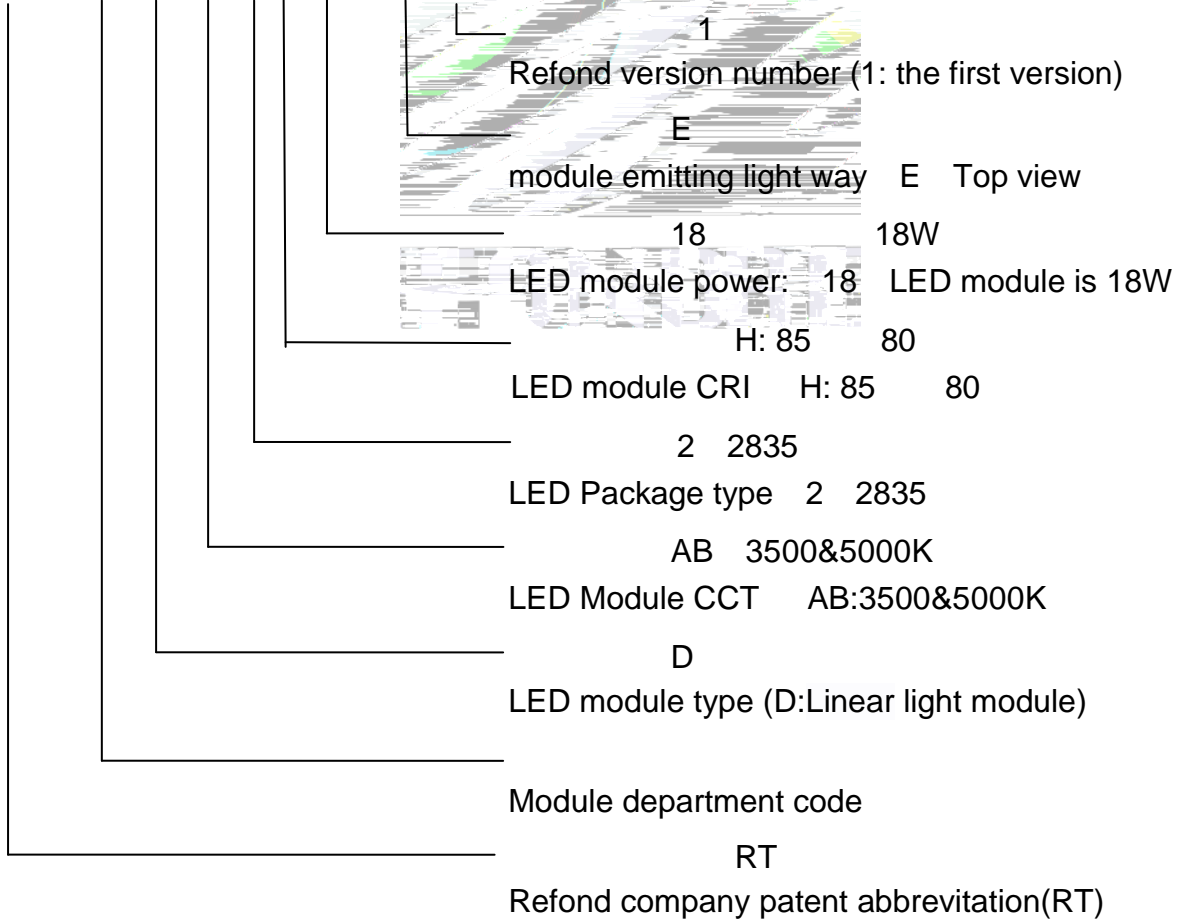 1
Refond version number (1: the first version)
E
module emitting light way E Top view
18 18W
LED module power: 18 LED module is 18W
H: 85 80
LED module CRI H: 85 80
2 2835
LED Package type 2 2835
AB 3500&5000K
LED Module CCT AB:3500&5000K
D
LED module type (D:Linear light module)
Module department code
RT
Refond company patent abbrevitation(RT)